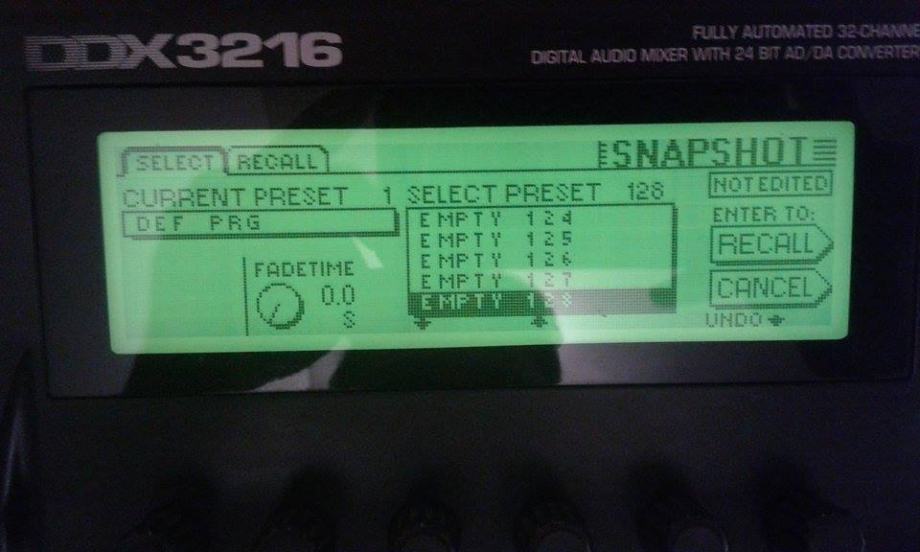 DDX3216
FULLY AUTOMATED 32-CHANNE
DIGITAL AUDIO MIXER WITH 24 BIT AD/DA CONVERTER
SELECT RECALL
SNAPSHOT
CURRENT PRESET 1
DEF PRG
FADETIME
0.0
S
SELECT PRESET 128
EMPTY 124
EMPTY 125
EMPTY 126
EMPTY 127
EMPTY 128
NOT EDITED
ENTER TO:
RECALL
CANCEL
UNDO